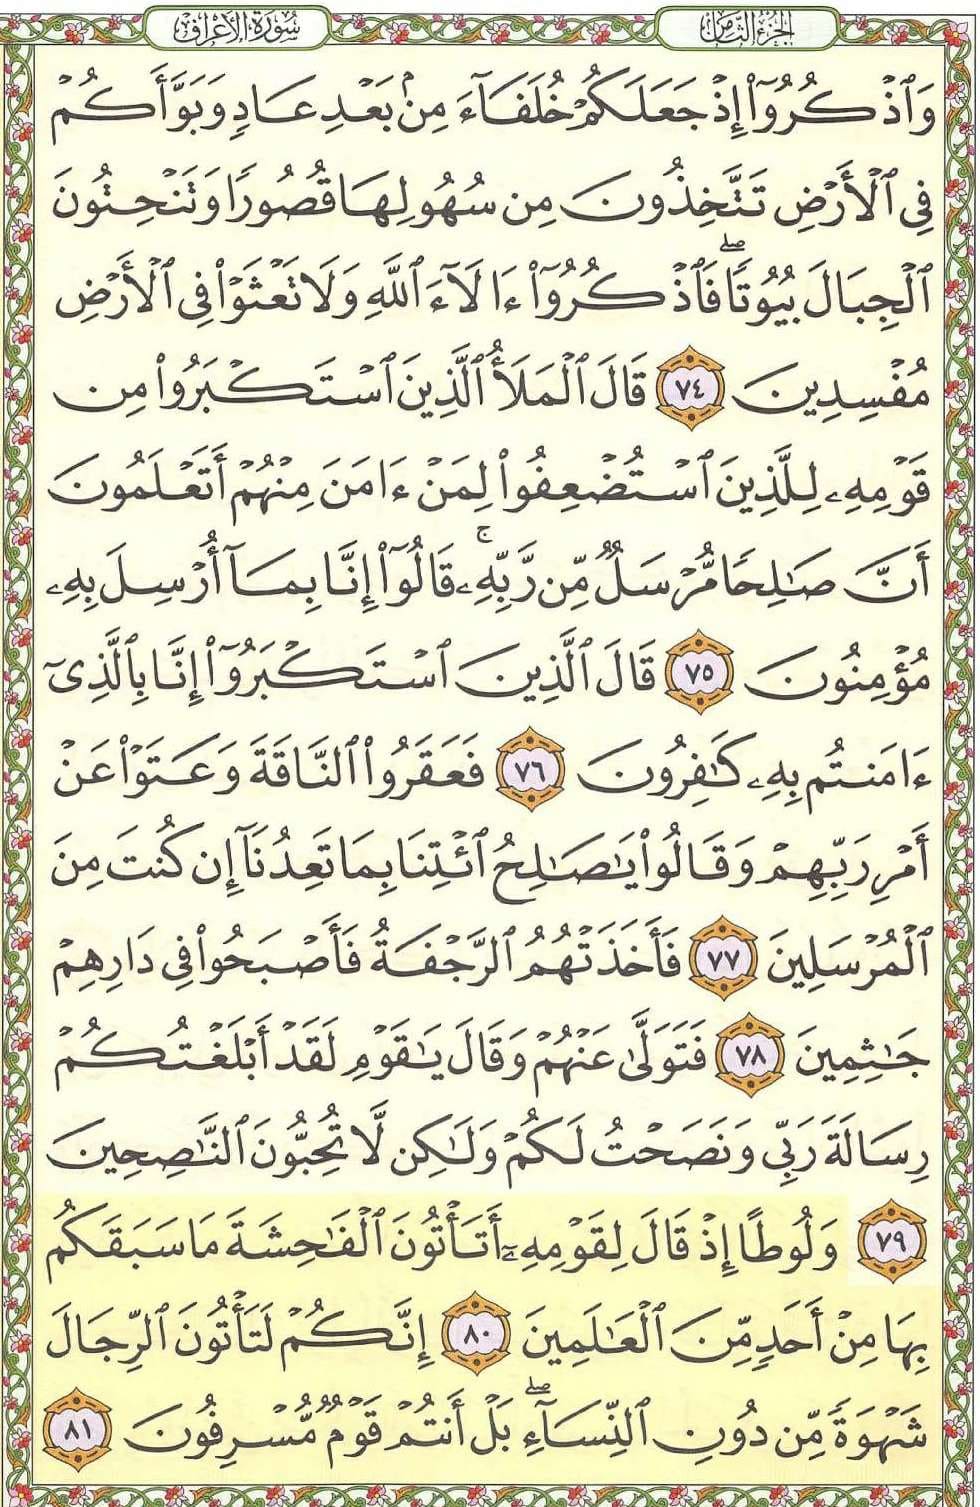 الجزء الثامن
سورة الأعراف
وَٱذۡكُرُوٓاْ إِذۡ جَعَلَكُمۡ خُلَفَآءَ مِنۢ بَعۡدِ عَادٖ وَبَوَّأَكُمۡ
فِي ٱلۡأَرۡضِ تَتَّخِذُونَ مِن سُهُولِهَا قُصُورٗا وَتَنۡحِتُونَ
ٱلۡجِبَالَ بُيُوتٗاۖ فَٱذۡكُرُوٓاْ ءَالَآءَ ٱللَّهِ وَلَا تَعۡثَوۡاْ فِي ٱلۡأَرۡضِ
مُفۡسِدِينَ ٧٤ قَالَ ٱلۡمَلَأُ ٱلَّذِينَ ٱسۡتَكۡبَرُواْ مِن
قَوۡمِهِۦ لِلَّذِينَ ٱسۡتُضۡعِفُواْ لِمَنۡ ءَامَنَ مِنۡهُمۡ أَتَعۡلَمُونَ
أَنَّ صَٰلِحٗا مُّرۡسَلٞ مِّن رَّبِّهِۦۚ قَالُوٓاْ إِنَّا بِمَآ أُرۡسِلَ بِهِۦ
مُؤۡمِنُونَ ٧٥ قَالَ ٱلَّذِينَ ٱسۡتَكۡبَرُوٓاْ إِنَّا بِٱلَّذِيٓ
ءَامَنتُم بِهِۦ كَٰفِرُونَ ٧٦ فَعَقَرُواْ ٱلنَّاقَةَ وَعَتَوۡاْ عَنۡ
أَمۡرِ رَبِّهِمۡ وَقَالُواْ يَٰصَٰلِحُ ٱئۡتِنَا بِمَا تَعِدُنَآ إِن كُنتَ مِنَ
ٱلۡمُرۡسَلِينَ ٧٧ فَأَخَذَتۡهُمُ ٱلرَّجۡفَةُ فَأَصۡبَحُواْ فِي دَارِهِمۡ
جَٰثِمِينَ ٧٨ فَتَوَلَّىٰ عَنۡهُمۡ وَقَالَ يَٰقَوۡمِ لَقَدۡ أَبۡلَغۡتُكُمۡ
رِسَالَةَ رَبِّي وَنَصَحۡتُ لَكُمۡ وَلَٰكِن لَّا تُحِبُّونَ ٱلنَّٰصِحِينَ
٧٩ وَلُوطًا إِذۡ قَالَ لِقَوۡمِهِۦٓ أَتَأۡتُونَ ٱلۡفَٰحِشَةَ مَا سَبَقَكُم
بِهَا مِنۡ أَحَدٖ مِّنَ ٱلۡعَٰلَمِينَ ٨٠ إِنَّكُمۡ لَتَأۡتُونَ ٱلرِّجَالَ
شَهۡوَةٗ مِّن دُونِ ٱلنِّسَآءِۚ بَلۡ أَنتُمۡ قَوۡمٞ مُّسۡرِفُونَ ٨١